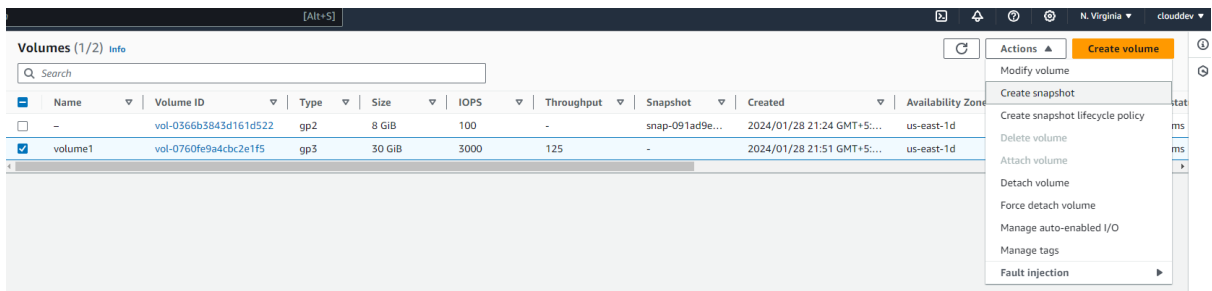 [Alt+S] N. Virginia clouddev
Volumes (1/2) Info
Actions Create volume
Search
Name Volume ID Type Size IOPS Throughput Snapshot Created Availability Zone
– vol-0366b3843d161d522 gp2 8 GiB 100 - snap-091ad9e... 2024/01/28 21:24 GMT+5:... us-east-1d
volume1 vol-0760fe9a4cbc2e1f5 gp3 30 GiB 3000 125 - 2024/01/28 21:51 GMT+5:... us-east-1d
Modify volume
Create snapshot
Create snapshot lifecycle policy
Delete volume
Attach volume
Detach volume
Force detach volume
Manage auto-enabled I/O
Manage tags
Fault injection